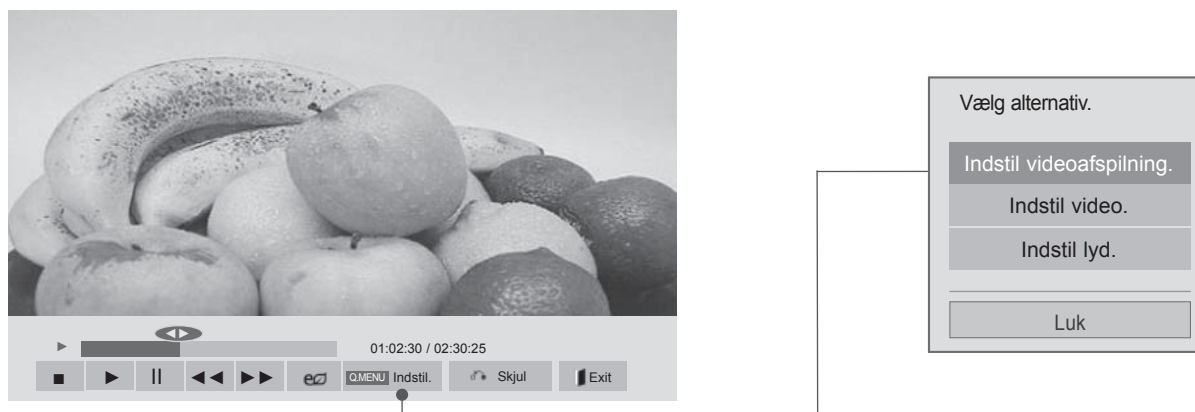 01:02:30 / 02:30:25
Q.MENU Indstil. Skjul Exit
Vælg alternativ.
Indstil videoafspilning.
Indstil video.
Indstil lyd.
Luk